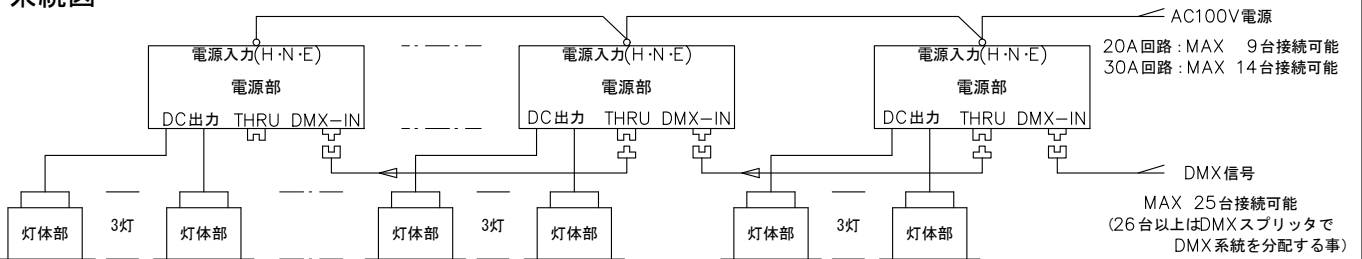 系統図
AC100V電源
20A回路:MAX 9台接続可能
30A回路:MAX 14台接続可能
電源入力(H·N·E)
電源部
DC出力 THRU DMX-IN
電源入力(H·N·E)
電源部
DC出力 THRU DMX-IN
電源入力(H·N·E)
電源部
DC出力 THRU DMX-IN
DMX信号
MAX 25台接続可能
(26台以上はDMXスプリッタで
DMX系統を分配する事)
灯体部 3灯 灯体部
灯体部 3灯 灯体部
灯体部 3灯 灯体部